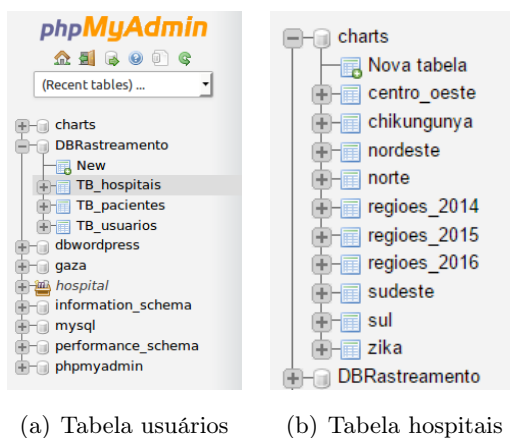 phpMyAdmin
(Recent tables) ...
charts
DBRastreamento
New
TB_hospitais
TB_pacientes
TB_usuarios
dbwordpress
gaza
hospital
information_schema
mysql
performance_schema
phpmyadmin
(a) Tabela usuários
charts
Nova tabela
centro_oeste
chikungunya
nordeste
norte
regioes_2014
regioes_2015
regioes_2016
sudeste
sul
zika
DBRastreamento
(b) Tabela hospitais